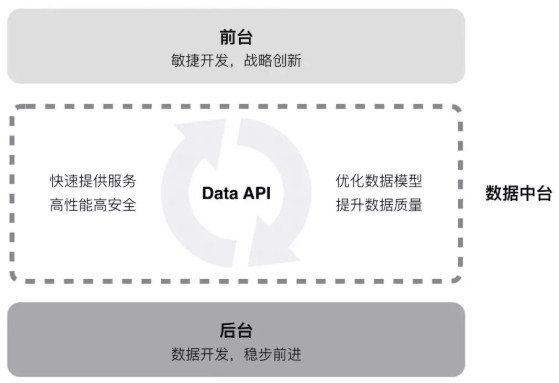 前台
敏捷开发，战略创新
快速提供服务
高性能高安全
Data API
优化数据模型
提升数据质量
数据中台
后台
数据开发，稳步前进